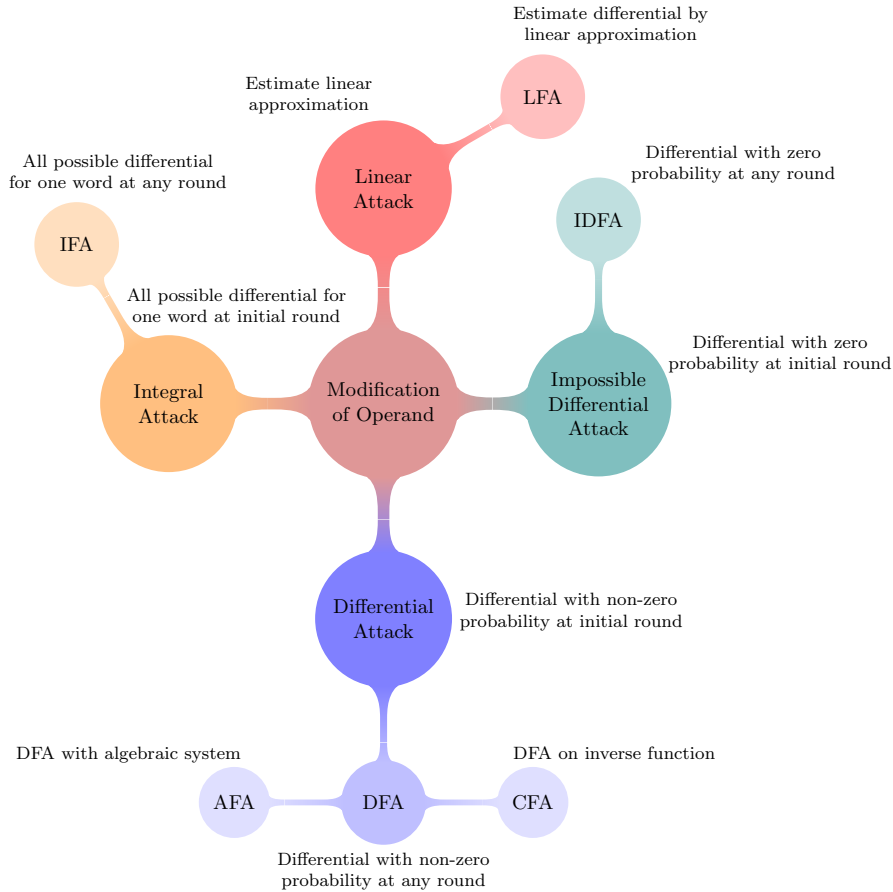 Estimate differential by
linear approximation
LFA
Estimate linear
approximation
Linear
Attack
All possible differential
for one word at any round
IFA
Differential with zero
probability at any round
IDFA
All possible differential for
one word at initial round
Differential with zero
probability at initial round
Integral
Attack
Modification
of Operand
Impossible
Differential
Attack
Differential
Attack
Differential with non-zero
probability at initial round
DFA with algebraic system
DFA on inverse function
AFA
DFA
CFA
Differential with non-zero
probability at any round